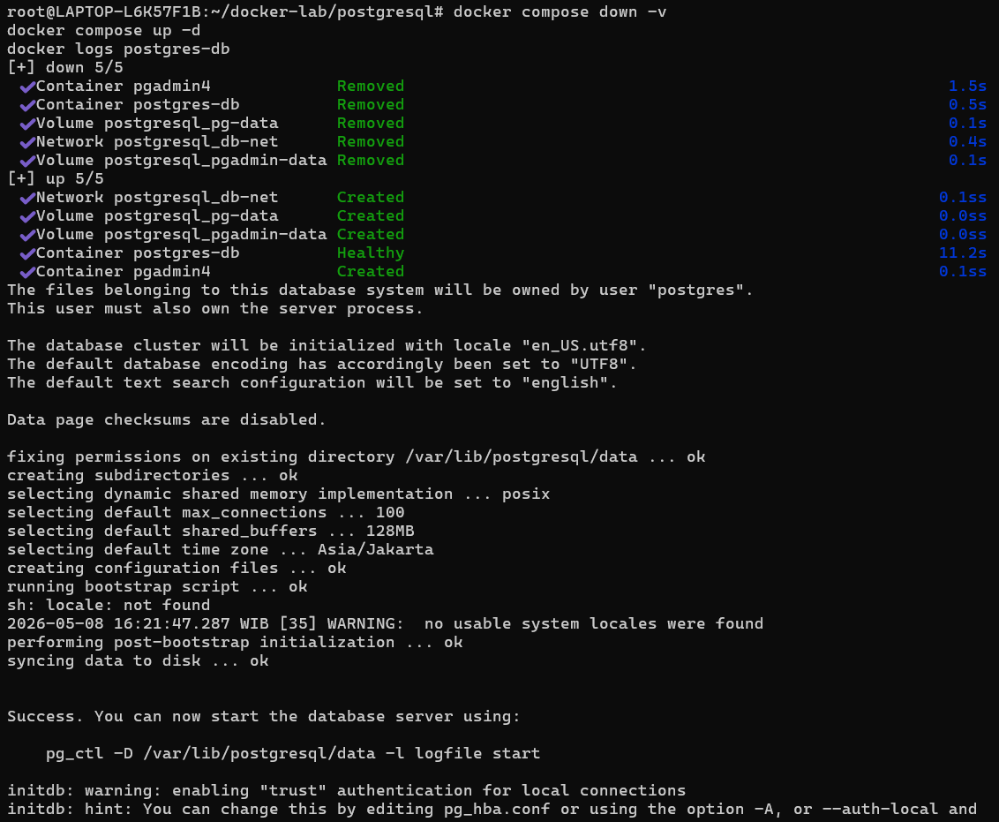 root@LAPTOP-L6K57F1B:~/docker-lab/postgresql# docker compose down -v
docker compose up -d
docker logs postgres-db
[+] down 5/5
✔Container pgadmin4 Removed 1.5s
✔Container postgres-db Removed 0.5s
✔Volume postgresql_pg-data Removed 0.1s
✔Network postgresql_db-net Removed 0.4s
✔Volume postgresql_pgadmin-data Removed 0.1s
[+] up 5/5
✔Network postgresql_db-net Created 0.1ss
✔Volume postgresql_pg-data Created 0.0ss
✔Volume postgresql_pgadmin-data Created 0.0ss
✔Container postgres-db Healthy 11.2s
✔Container pgadmin4 Created 0.1ss
The files belonging to this database system will be owned by user "postgres".
This user must also own the server process.

The database cluster will be initialized with locale "en_US.utf8".
The default database encoding has accordingly been set to "UTF8".
The default text search configuration will be set to "english".

Data page checksums are disabled.

fixing permissions on existing directory /var/lib/postgresql/data ... ok
creating subdirectories ... ok
selecting dynamic shared memory implementation ... posix
selecting default max_connections ... 100
selecting default shared_buffers ... 128MB
selecting default time zone ... Asia/Jakarta
creating configuration files ... ok
running bootstrap script ... ok
sh: locale: not found
2026-05-08 16:21:47.287 WIB [35] WARNING:  no usable system locales were found
performing post-bootstrap initialization ... ok
syncing data to disk ... ok


Success. You can now start the database server using:

    pg_ctl -D /var/lib/postgresql/data -l logfile start

initdb: warning: enabling "trust" authentication for local connections
initdb: hint: You can change this by editing pg_hba.conf or using the option -A, or --auth-local and